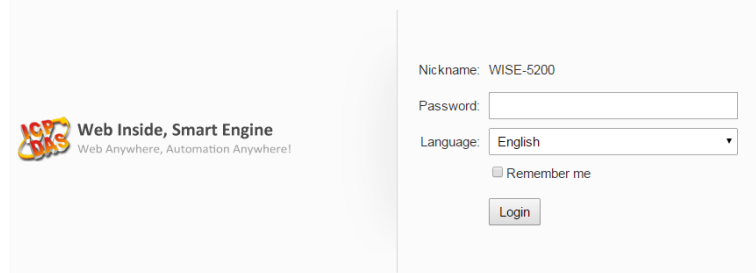 ICP
DAS
Web Inside, Smart Engine
Web Anywhere, Automation Anywhere!
Nickname: WISE-5200
Password:
Language: English
Remember me
Login